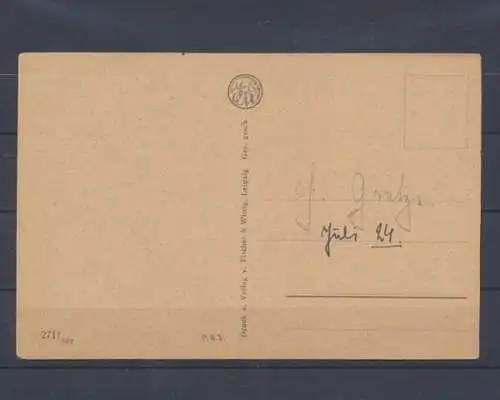 Druck u. Verlag v. Fischer & Wittig, Leipzig Ges. gesch
Juli 24.
2717
P.B.V.